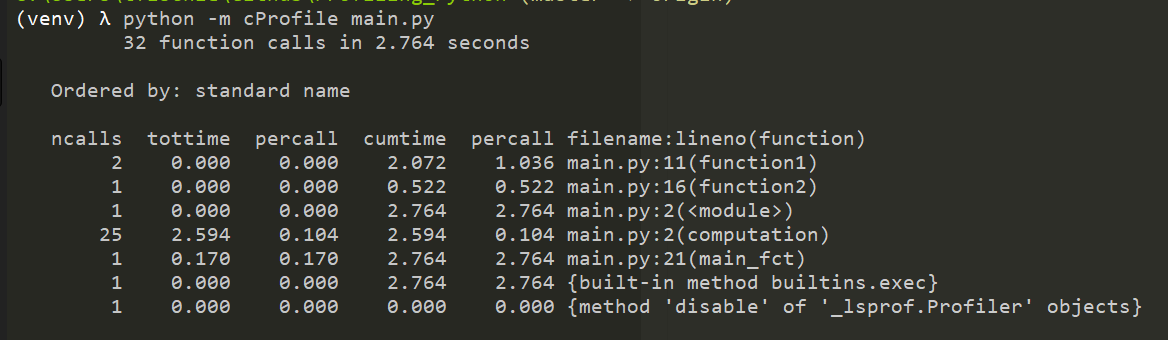 (venv) λ python -m cProfile main.py
32 function calls in 2.764 seconds
Ordered by: standard name
ncalls tottime percall cumtime percall filename:lineno(function)
2 0.000 0.000 2.072 1.036 main.py:11(function1)
1 0.000 0.000 0.522 0.522 main.py:16(function2)
1 0.000 0.000 2.764 2.764 main.py:2(<module>)
25 2.594 0.104 2.594 0.104 main.py:2(computation)
1 0.170 0.170 2.764 2.764 main.py:21(main_fct)
1 0.000 0.000 2.764 2.764 {built-in method builtins.exec}
1 0.000 0.000 0.000 0.000 {method 'disable' of '_lsprof.Profiler' objects}